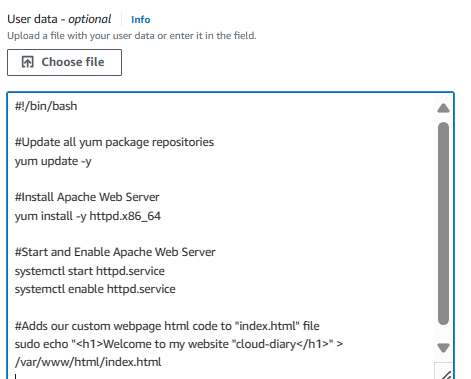 User data - optional Info
Upload a file with your user data or enter it in the field.
Choose file
#!/bin/bash
#Update all yum package repositories
yum update -y
#Install Apache Web Server
yum install -y httpd.x86_64
#Start and Enable Apache Web Server
systemctl start httpd.service
systemctl enable httpd.service
#Adds our custom webpage html code to "index.html" file
sudo echo "<h1>Welcome to my website "cloud-diary</h1>" >
/var/www/html/index.html